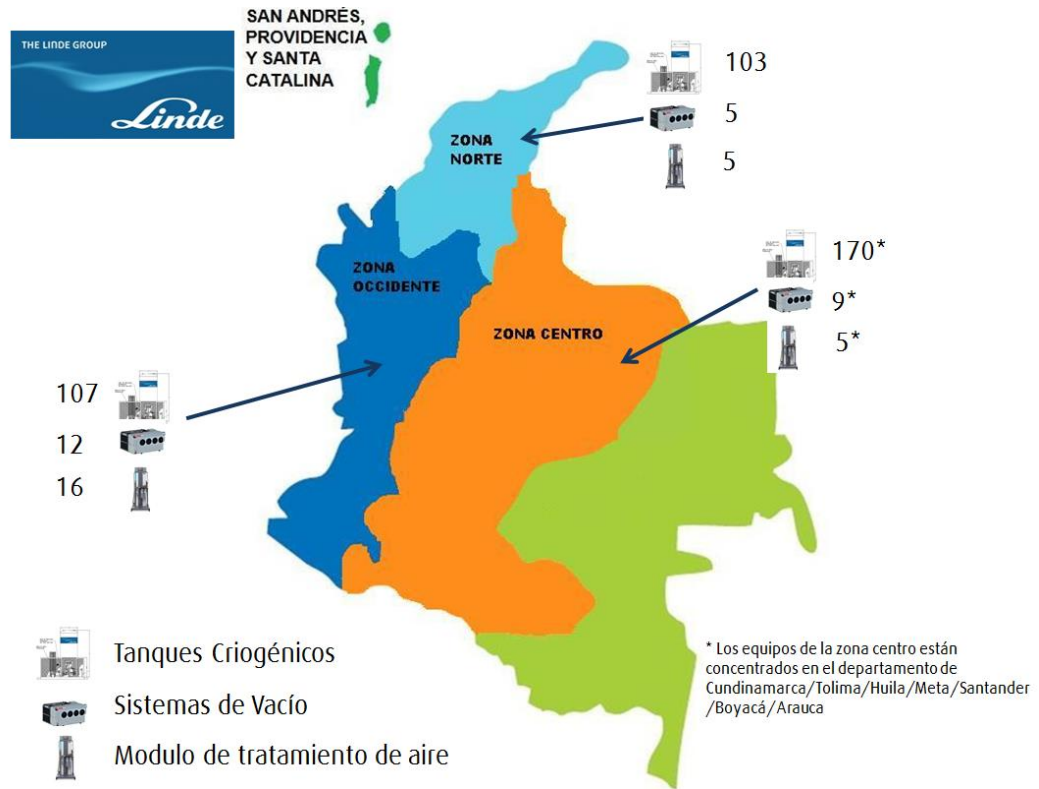 THE LINDE GROUP
Linde
SAN ANDRÉS,
PROVIDENCIA
Y SANTA
CATALINA
103
5
5
ZONA
NORTE
170*
9*
5*
ZONA
OCCIDENTE
ZONA CENTRO
107
12
16
Tanques Criogénicos
Sistemas de Vacío
Modulo de tratamiento de aire
* Los equipos de la zona centro están
concentrados en el departamento de
Cundinamarca/Tolima/Huila/Meta/Santander
/Boyacá/Arauca